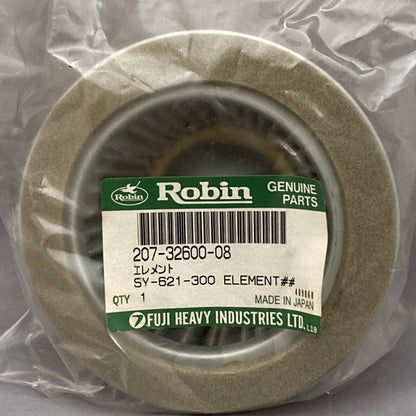 Robin
Robin
GENUINE
PARTS
207-32600-08
エレメント
SY-621-300 ELEMENT##
QTY 1
MADE IN JAPAN
FUJI HEAVY INDUSTRIES LTD. L18